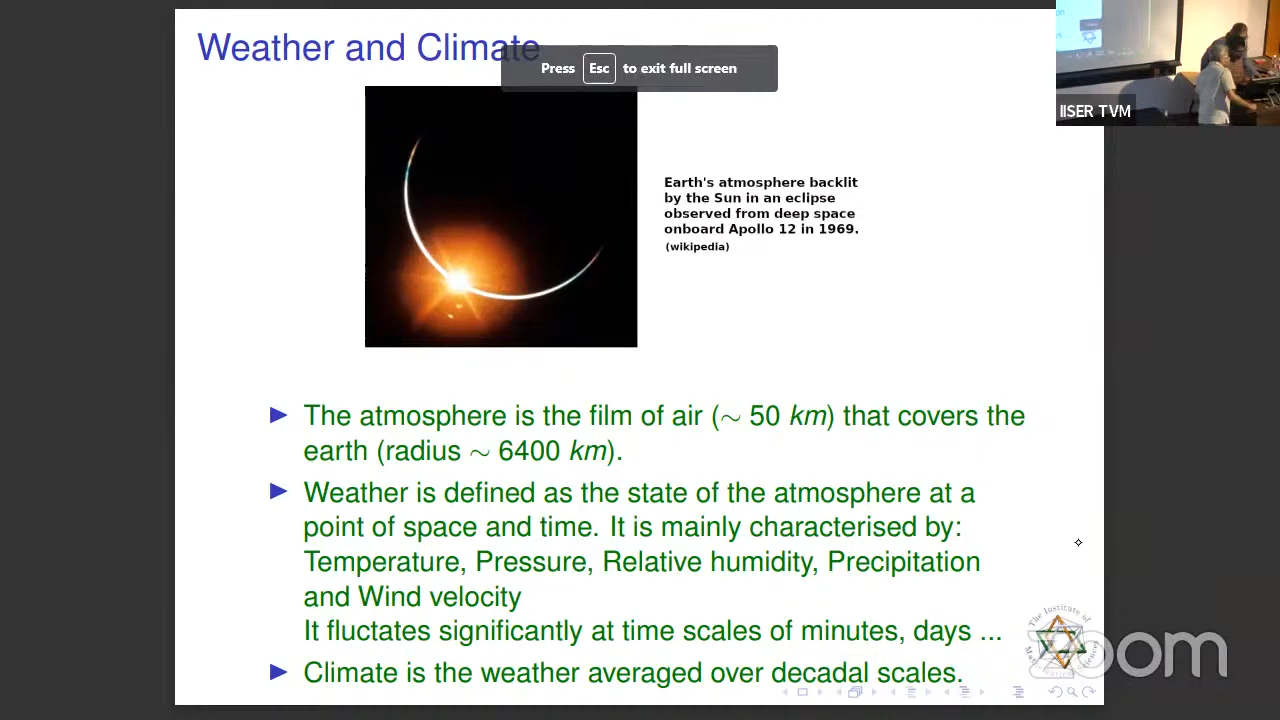 Weather and Climate
Press Esc to exit full screen
IISER TVM
Earth's atmosphere backlit
by the Sun in an eclipse
observed from deep space
onboard Apollo 12 in 1969.
(wikipedia)
The atmosphere is the film of air (∼ 50 km) that covers the
earth (radius ∼ 6400 km).
Weather is defined as the state of the atmosphere at a
point of space and time. It is mainly characterised by:
Temperature, Pressure, Relative humidity, Precipitation
and Wind velocity
It fluctates significantly at time scales of minutes, days ...
Climate is the weather averaged over decadal scales.
The Institute of
zoom